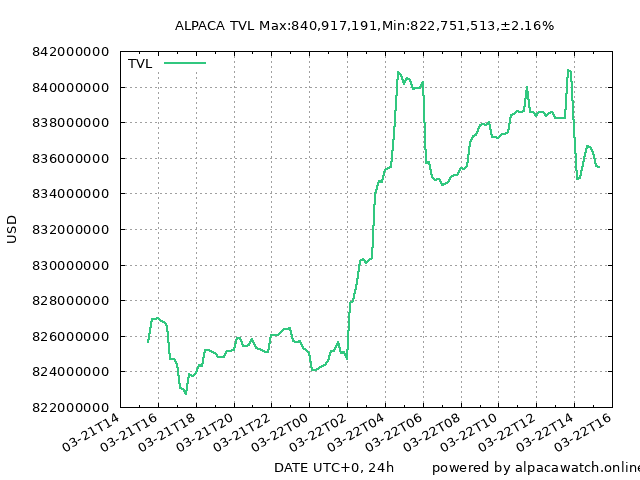 ALPACA TVL Max:840,917,191,Min:822,751,513,±2.16%
TVL
842000000
840000000
838000000
836000000
834000000
832000000
830000000
828000000
826000000
824000000
822000000
USD
03-21T14
03-21T16
03-21T18
03-21T20
03-21T22
03-22T00
03-22T02
03-22T04
03-22T06
03-22T08
03-22T10
03-22T12
03-22T14
03-22T16
DATE UTC+0, 24h
powered by alpacawatch.online